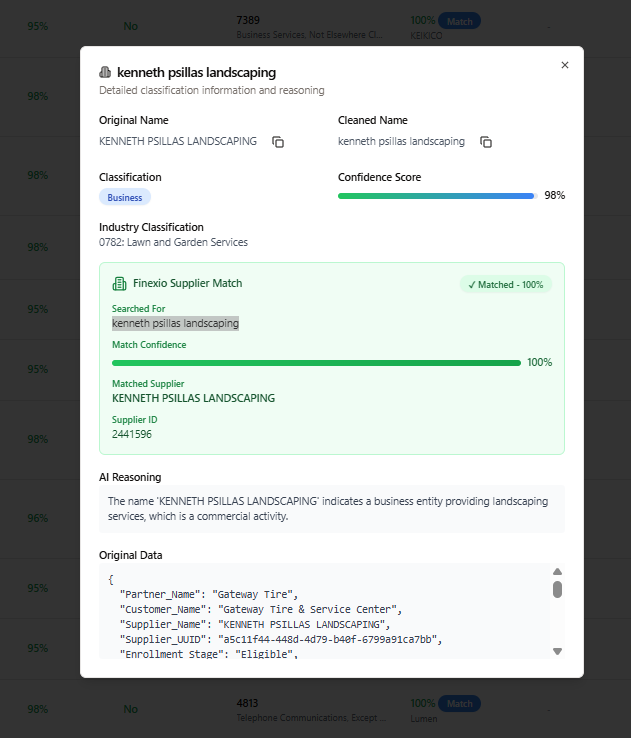 95%
No
7389
Business Services, Not Elsewhere Cl...
100% Match
KEIKICO
-
98%
98%
98%
95%
95%
98%
96%
95%
95%
kenneth psillas landscaping
Detailed classification information and reasoning
Original Name
KENNETH PSILLAS LANDSCAPING
Cleaned Name
kenneth psillas landscaping
Classification
Business
Confidence Score
98%
Industry Classification
0782: Lawn and Garden Services
Finexio Supplier Match
✓ Matched - 100%
Searched For
kenneth psillas landscaping
Match Confidence
100%
Matched Supplier
KENNETH PSILLAS LANDSCAPING
Supplier ID
2441596
AI Reasoning
The name 'KENNETH PSILLAS LANDSCAPING' indicates a business entity providing landscaping
services, which is a commercial activity.
Original Data
{
"Partner_Name": "Gateway Tire",
"Customer_Name": "Gateway Tire & Service Center",
"Supplier_Name": "KENNETH PSILLAS LANDSCAPING",
"Supplier_UUID": "a5c11f44-448d-4d79-b40f-6799a91ca7bb",
"Enrollment Stage": "Eligible",
98%
No
4813
Telephone Communications, Except ...
100% Match
Lumen
-